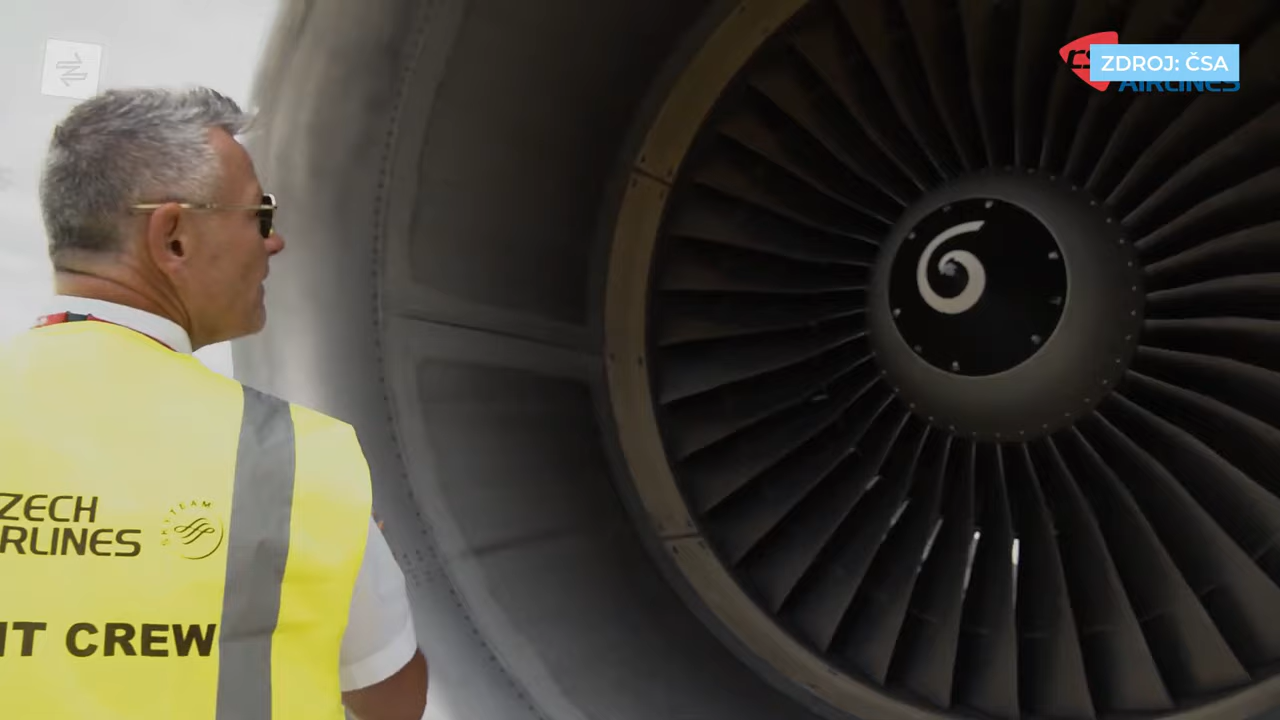 ZDROJ: ČSA
AIRLINES
ZECH
RLINES
SKYTEAM
IT CREW